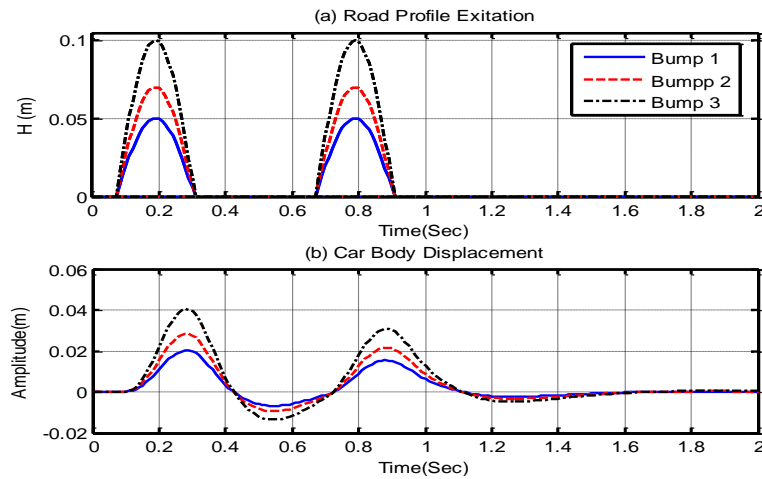 (a) Road Profile Exitation
0.1
0.05
0
H (m)
Bump 1
Bumpp 2
Bump 3
0 0.2 0.4 0.6 0.8 1 1.2 1.4 1.6 1.8 2
Time(Sec)
(b) Car Body Displacement
0.06
0.04
0.02
0
-0.02
Amplitude(m)
0 0.2 0.4 0.6 0.8 1 1.2 1.4 1.6 1.8 2
Time(Sec)